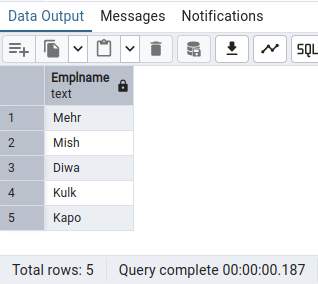 Data Output Messages Notifications
SQL
Emplname
text
1 Mehr
2 Mish
3 Diwa
4 Kulk
5 Kapo
Total rows: 5 Query complete 00:00:00.187